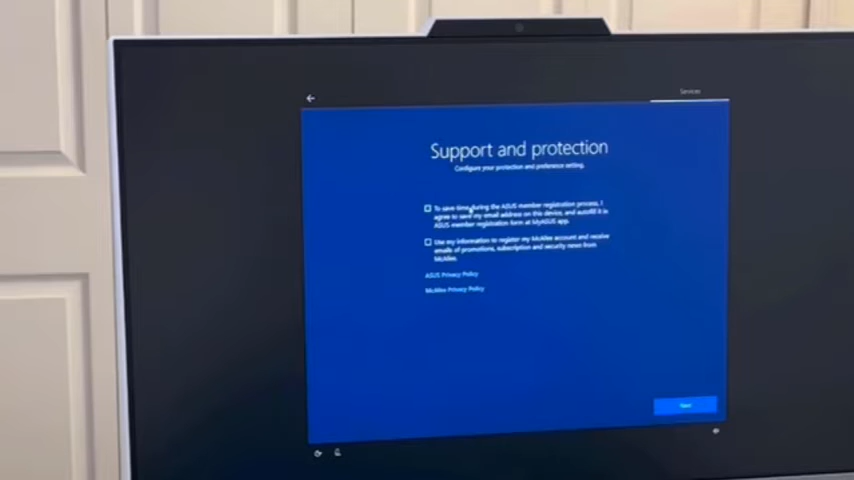 Services
Support and protection
Configure your protection and preference setting.
To save time during the ASUS member registration process, I
agree to save my email address on this device, and autofill it in
ASUS member registration form at MyASUS app.
Use my information to register my McAfee account and receive
emails of promotions, subscription and security news from
McAfee.
ASUS Privacy Policy
McAfee Privacy Policy
Next